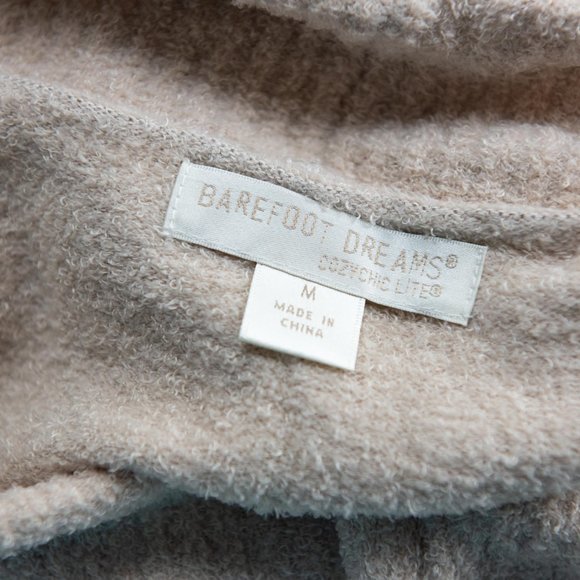 BAREFOOT DREAMS®
COZYCHIC LITE®
M
MADE IN
CHINA